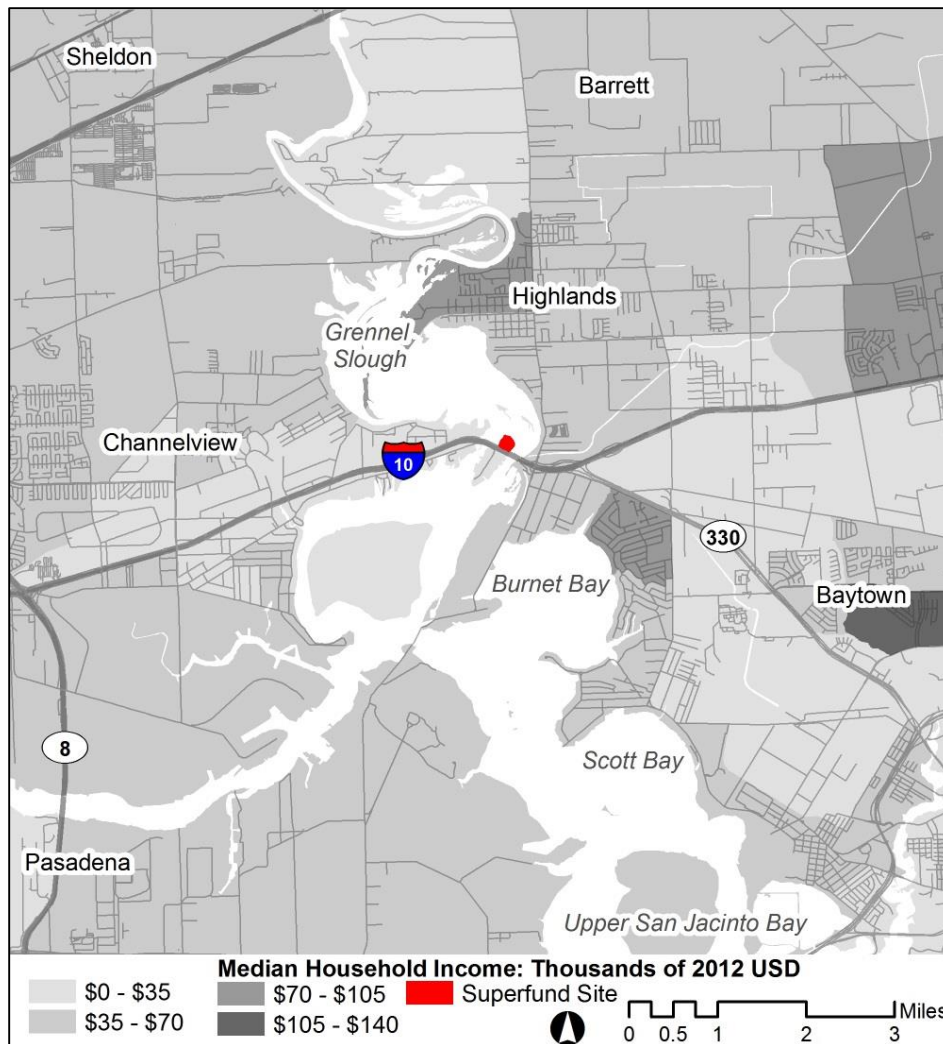 Sheldon
Barrett
Highlands
Grennel
Slough
Channelview
10
330
Burnet Bay
Baytown
8
Scott Bay
Pasadena
Upper San Jacinto Bay
Median Household Income: Thousands of 2012 USD
$0 - $35
$70 - $105
Superfund Site
$35 - $70
$105 - $140
Miles
0 0.5 1 2 3